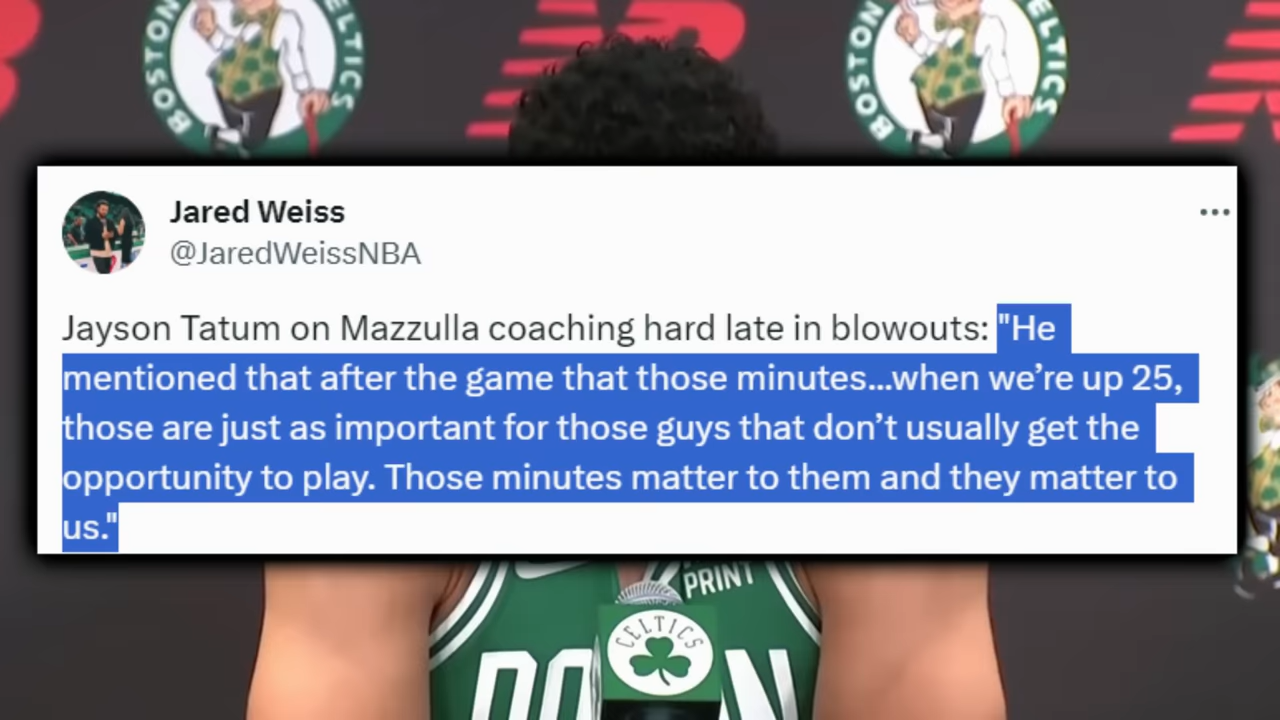 BOSTON ELTICS
BOSTON ELTICS
Jared Weiss
@JaredWeissNBA
Jayson Tatum on Mazzulla coaching hard late in blowouts: "He
mentioned that after the game that those minutes...when we’re up 25,
those are just as important for those guys that don’t usually get the
opportunity to play. Those minutes matter to them and they matter to
us."
PRINT
CELTICS